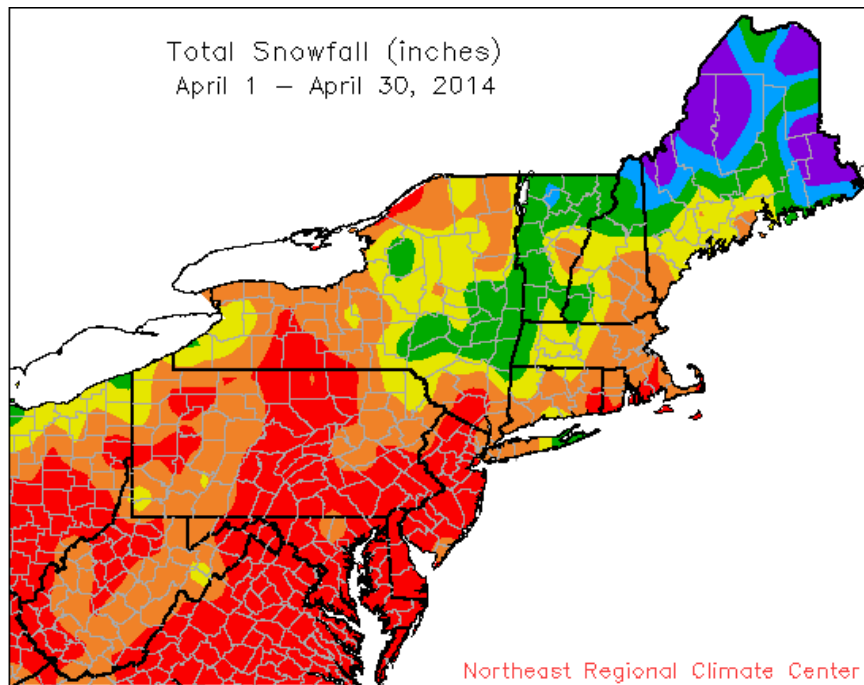 Total Snowfall (inches)
April 1 – April 30, 2014
Northeast Regional Climate Center